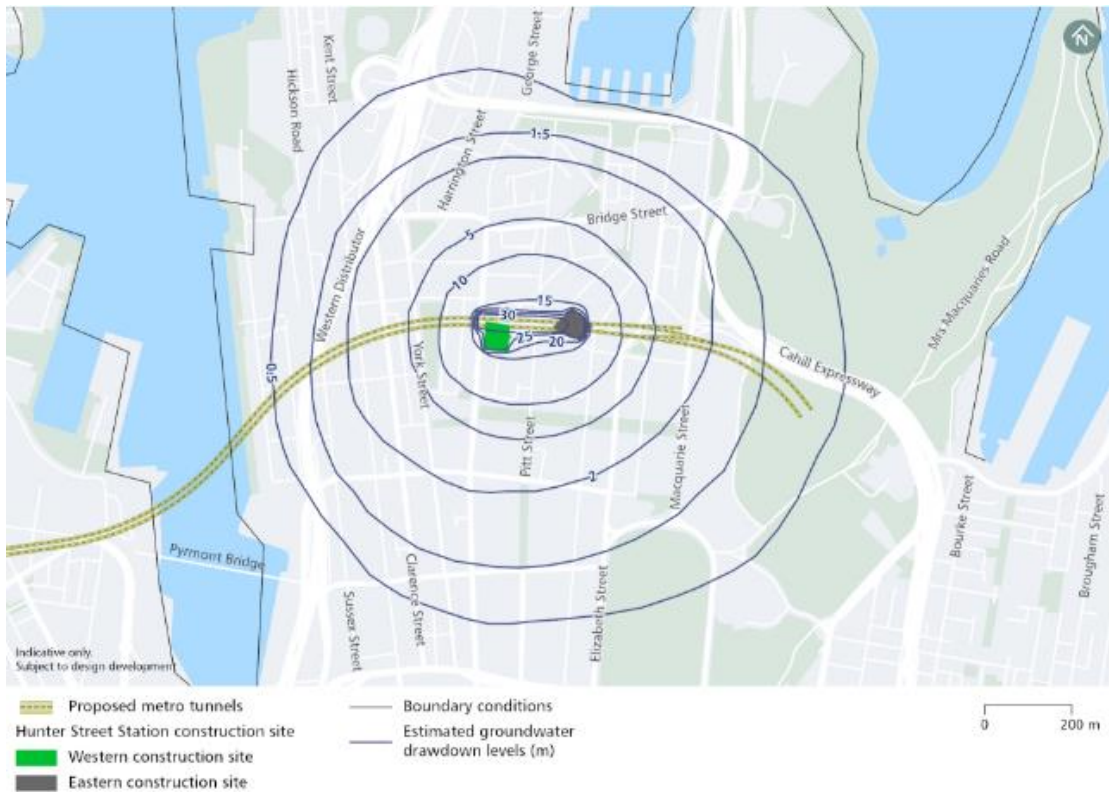 N
Kent Street
George Street
Hickson Road
1.5
Harrington Street
Bridge Street
5
Western Distributor
10
15
30
25
20
0.5
York Street
Mrs Macquaries Road
Cahill Expressway
Pitt Street
2
Macquarie Street
Bourke Street
Brougham Street
Pyrmont Bridge
Clarence Street
Sussex Street
Elizabeth Street
Indicative only.
Subject to design development
Proposed metro tunnels
Hunter Street Station construction site
Western construction site
Eastern construction site
Boundary conditions
Estimated groundwater
drawdown levels (m)
0
200 m